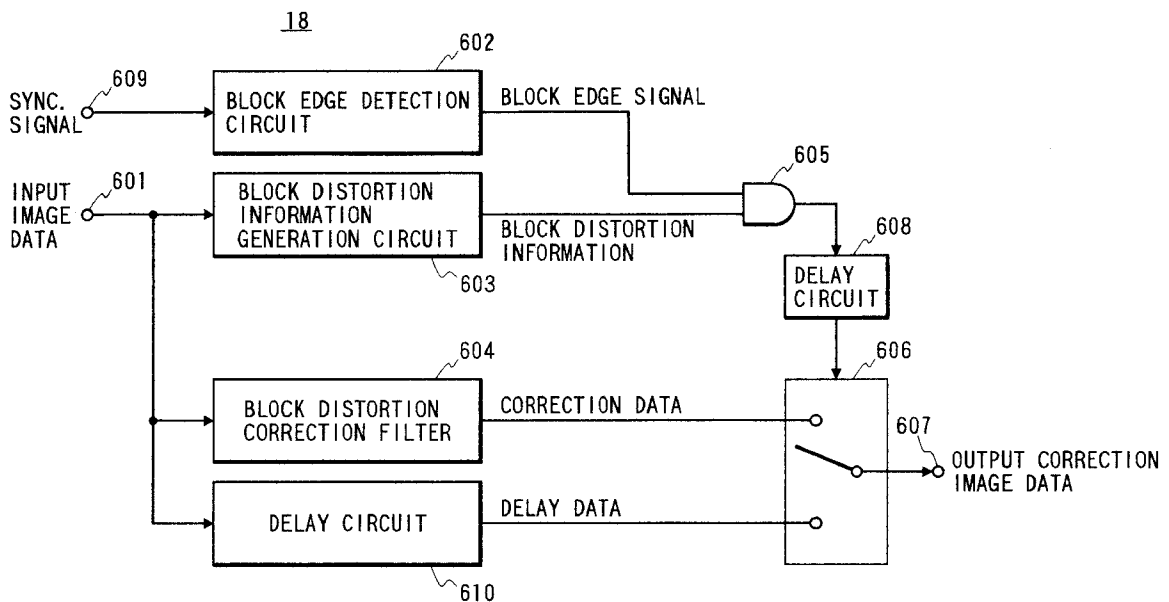 18
602
609
SYNC.
SIGNAL
BLOCK EDGE DETECTION
CIRCUIT
BLOCK EDGE SIGNAL
605
601
INPUT
IMAGE
DATA
BLOCK DISTORTION
INFORMATION
GENERATION CIRCUIT
BLOCK DISTORTION
INFORMATION
603
608
DELAY
CIRCUIT
604
606
BLOCK DISTORTION
CORRECTION FILTER
CORRECTION DATA
607
OUTPUT CORRECTION
IMAGE DATA
DELAY CIRCUIT
DELAY DATA
610